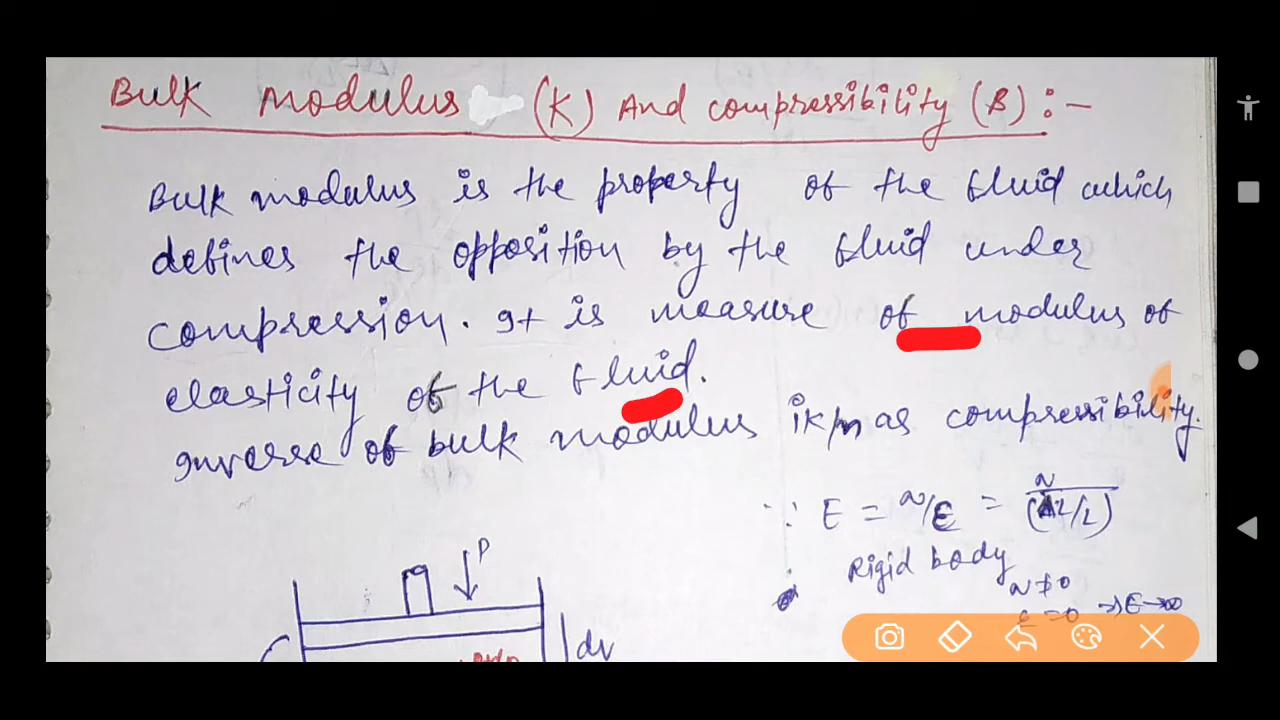 Bulk modulus (K) And compressibility (β) :-
Bulk modulus is the property of the fluid which
defines the opposition by the fluid under
compression. It is measure of modulus of
elasticity of the fluid.
inverse of bulk modulus ik/n as compressibility.
∵ E = σ/ε = σ/(ΔL/L)
Rigid body
σ ≠ 0
ε = 0 → E → ∞
P
dv